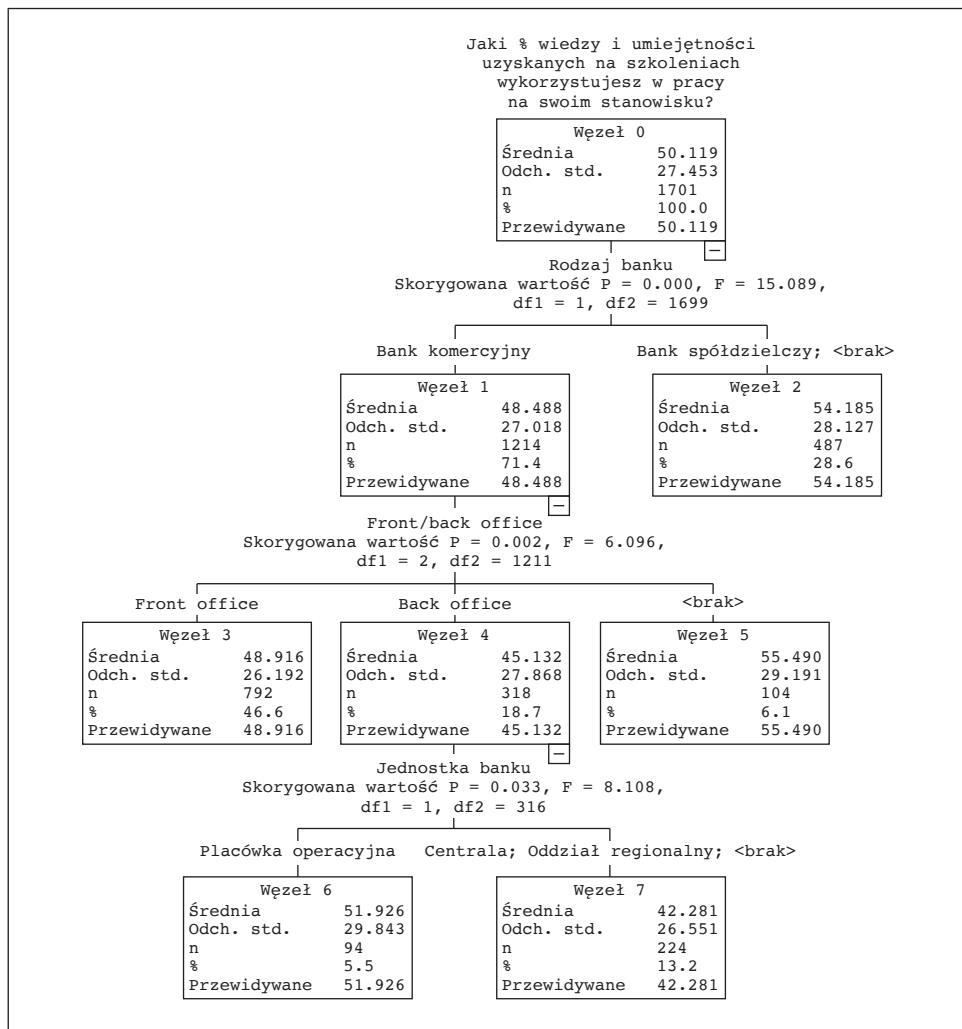 Jaki % wiedzy i umiejętności
uzyskanych na szkoleniach
wykorzystujesz w pracy
na swoim stanowisku?
Węzeł 0
Średnia 50.119
Odch. std. 27.453
n 1701
% 100.0
Przewidywane 50.119
Rodzaj banku
Skorygowana wartość P = 0.000, F = 15.089,
df1 = 1, df2 = 1699
Bank komercyjny
Węzeł 1
Średnia 48.488
Odch. std. 27.018
n 1214
% 71.4
Przewidywane 48.488
Bank spółdzielczy; <brak>
Węzeł 2
Średnia 54.185
Odch. std. 28.127
n 487
% 28.6
Przewidywane 54.185
Front/back office
Skorygowana wartość P = 0.002, F = 6.096,
df1 = 2, df2 = 1211
Front office
Węzeł 3
Średnia 48.916
Odch. std. 26.192
n 792
% 46.6
Przewidywane 48.916
Back office
Węzeł 4
Średnia 45.132
Odch. std. 27.868
n 318
% 18.7
Przewidywane 45.132
<brak>
Węzeł 5
Średnia 55.490
Odch. std. 29.191
n 104
% 6.1
Przewidywane 55.490
Jednostka banku
Skorygowana wartość P = 0.033, F = 8.108,
df1 = 1, df2 = 316
Placówka operacyjna
Węzeł 6
Średnia 51.926
Odch. std. 29.843
n 94
% 5.5
Przewidywane 51.926
Centrala; Oddział regionalny; <brak>
Węzeł 7
Średnia 42.281
Odch. std. 26.551
n 224
% 13.2
Przewidywane 42.281